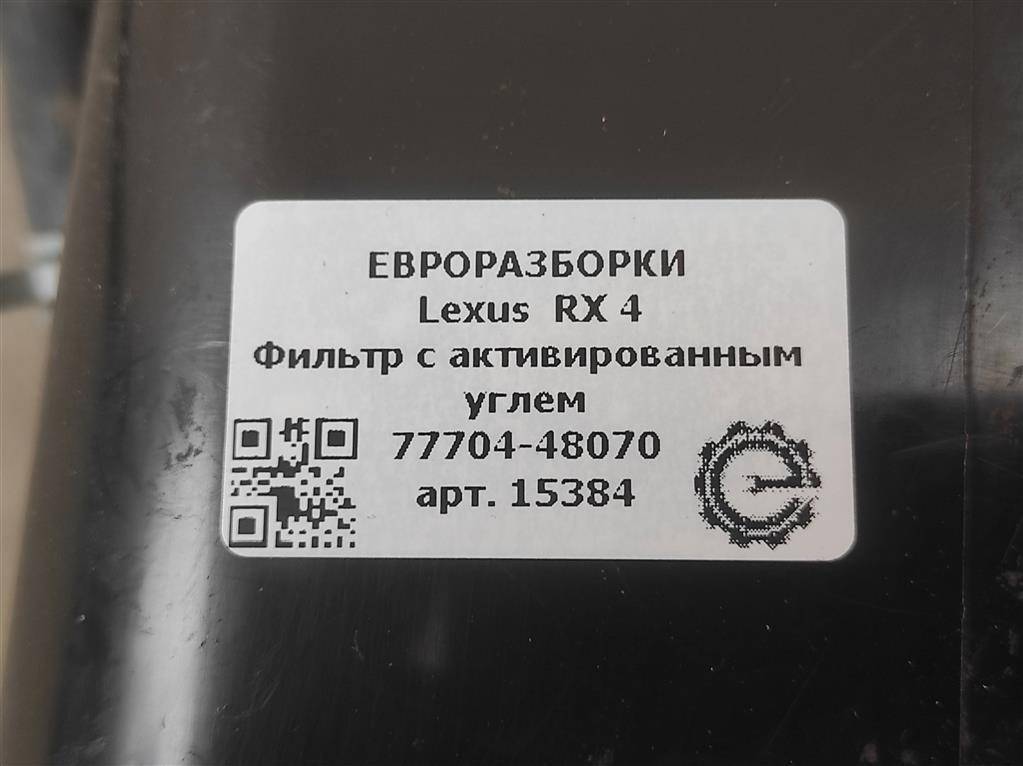 ЕВРОРАЗБОРКИ
Lexus RX 4
Фильтр с активированным
углем
77704-48070
арт. 15384